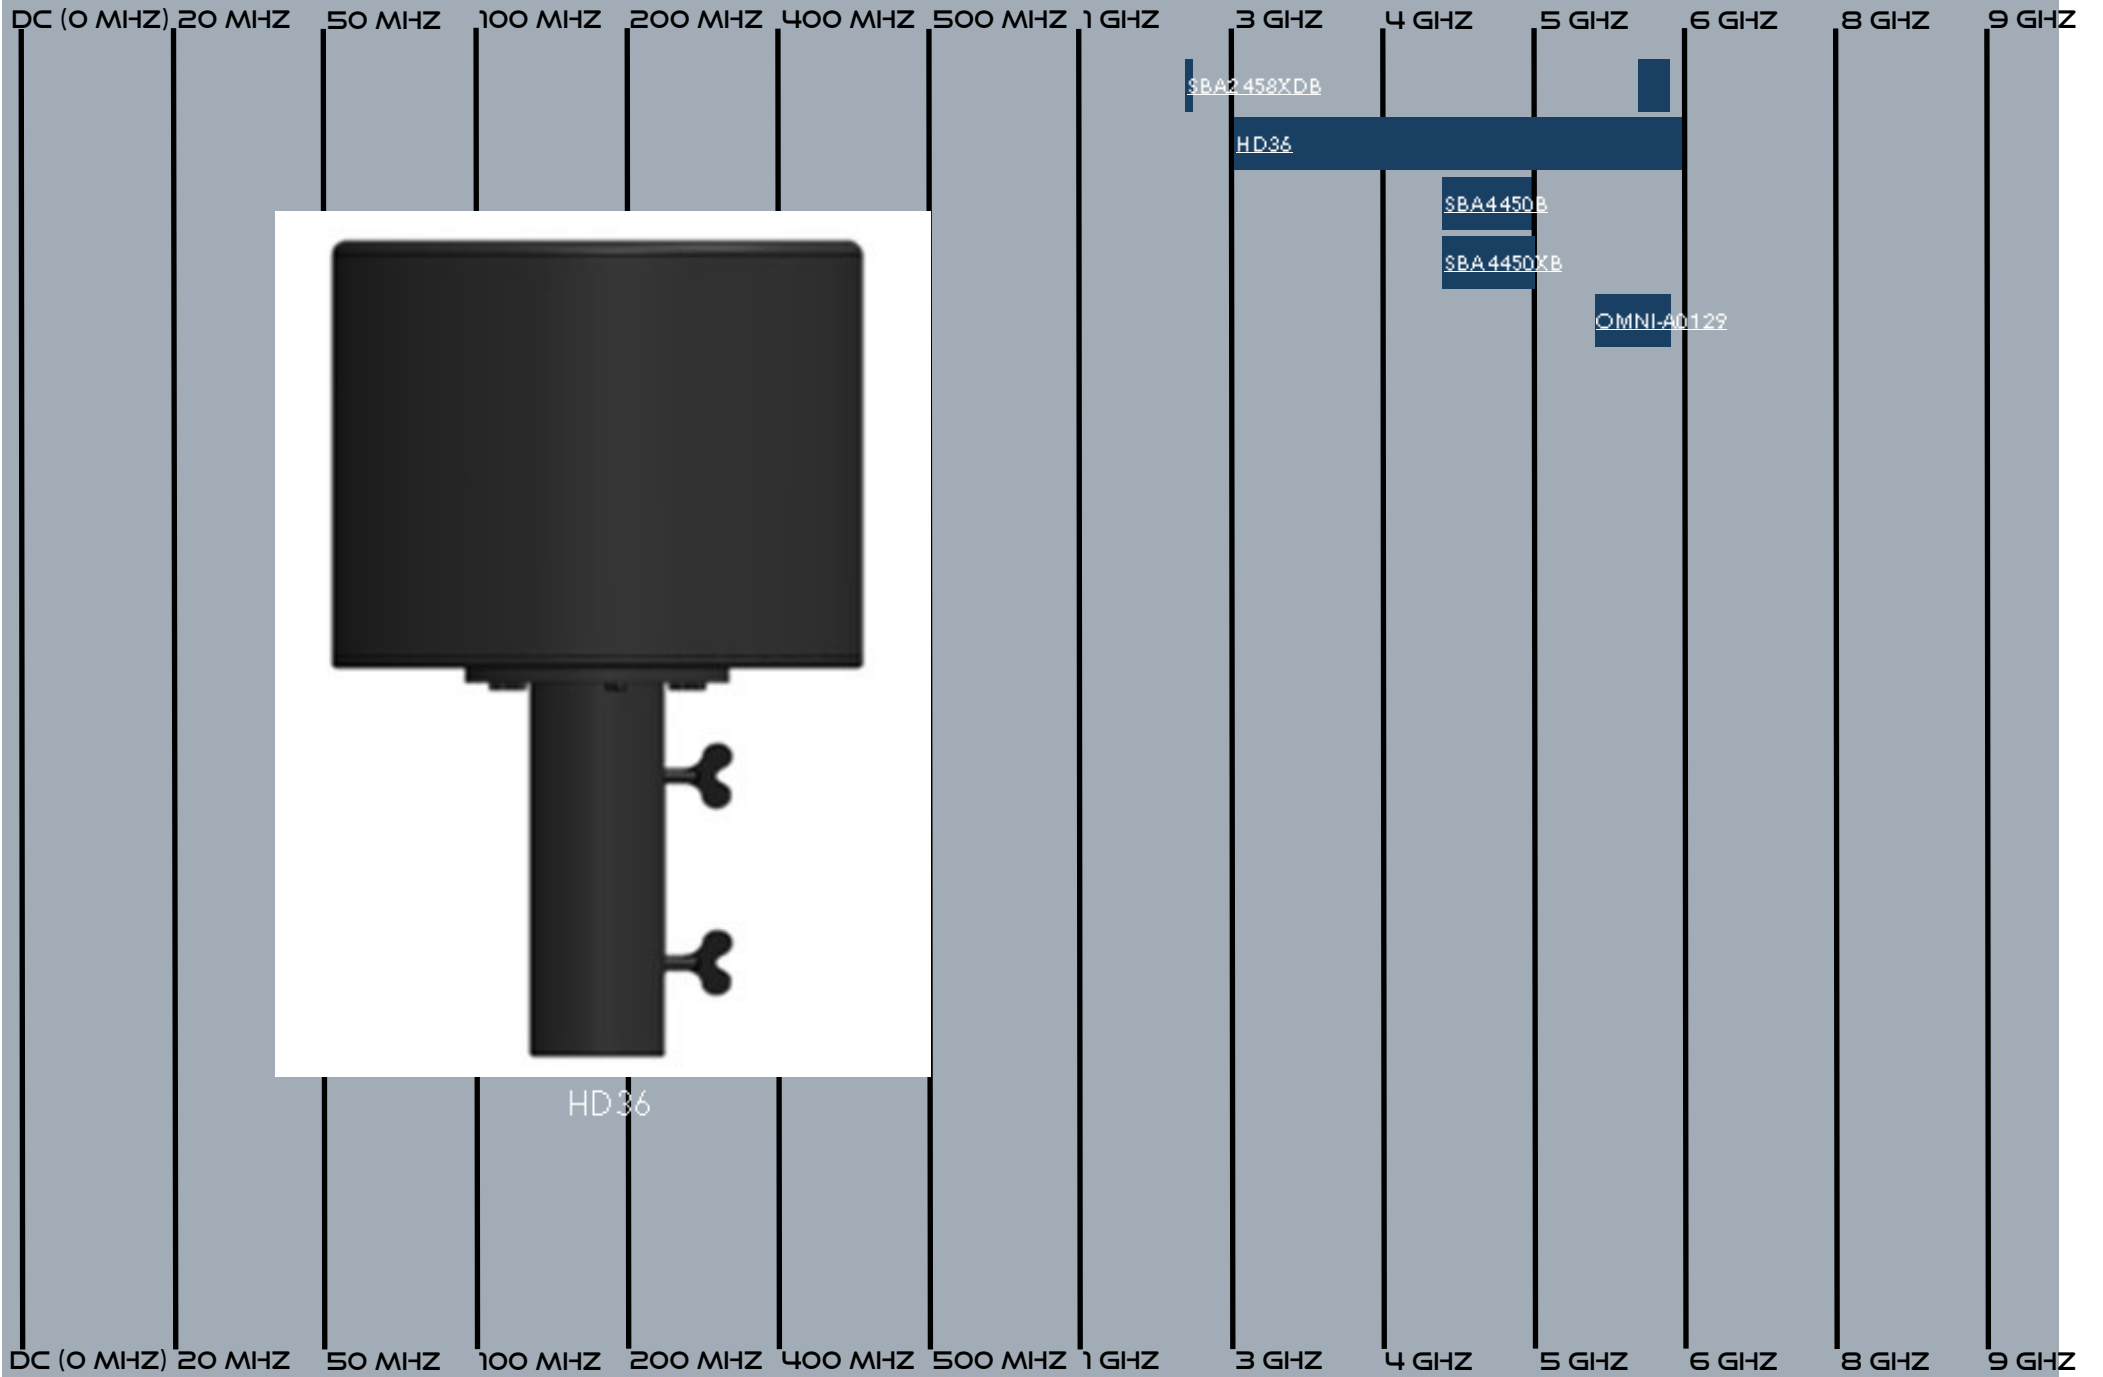 DC (0 MHZ) 20 MHZ 50 MHZ 100 MHZ 200 MHZ 400 MHZ 500 MHZ 1 GHZ 3 GHZ 4 GHZ 5 GHZ 6 GHZ 8 GHZ 9 GHZ
SBA2458XDB
HD36
SBA4450B
SBA4450XB
OMNI-A0129
HD36
DC (0 MHZ) 20 MHZ 50 MHZ 100 MHZ 200 MHZ 400 MHZ 500 MHZ 1 GHZ 3 GHZ 4 GHZ 5 GHZ 6 GHZ 8 GHZ 9 GHZ